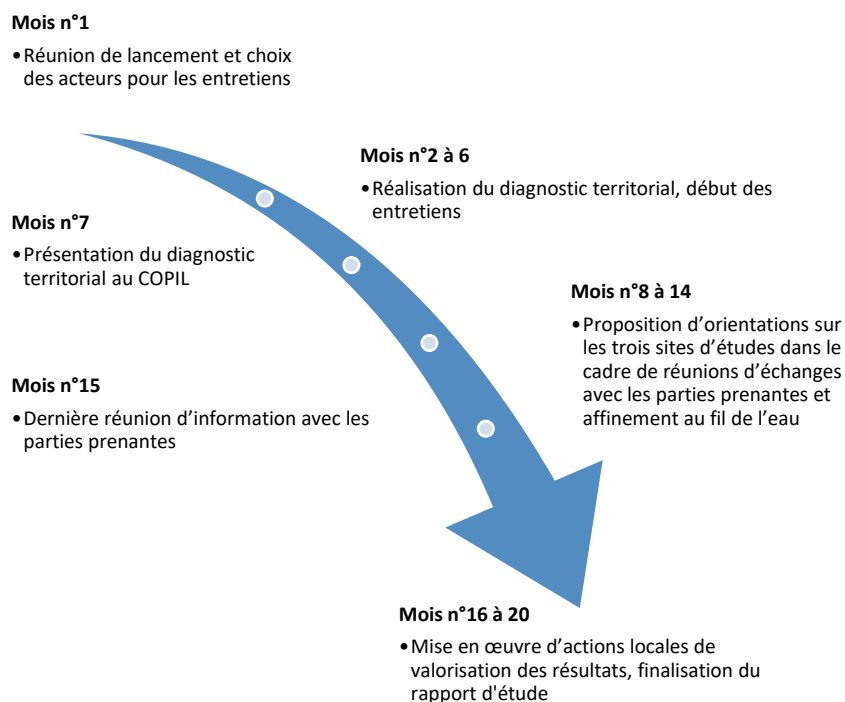 Mois n°1
•Réunion de lancement et choix
des acteurs pour les entretiens
Mois n°2 à 6
•Réalisation du diagnostic territorial, début des
entretiens
Mois n°7
•Présentation du diagnostic
territorial au COPIL
Mois n°8 à 14
•Proposition d’orientations sur
les trois sites d’études dans le
cadre de réunions d’échanges
avec les parties prenantes et
affinement au fil de l’eau
Mois n°15
•Dernière réunion d’information avec les
parties prenantes
Mois n°16 à 20
•Mise en œuvre d’actions locales de
valorisation des résultats, finalisation du
rapport d'étude